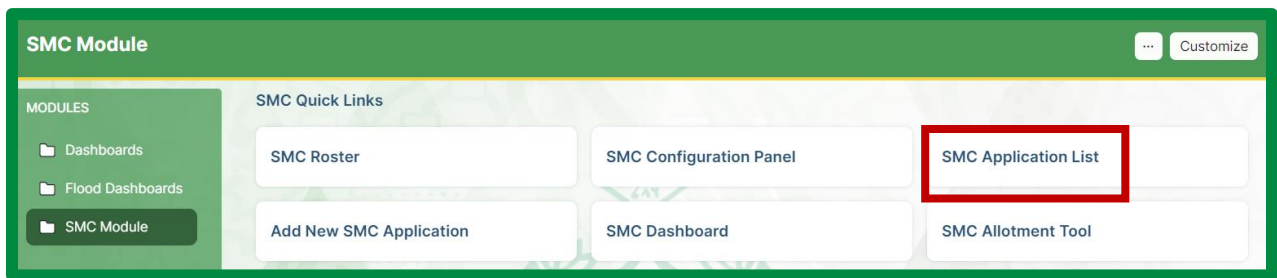 SMC Module
... Customize
MODULES
SMC Quick Links
Dashboards
Flood Dashboards
SMC Module
SMC Roster
SMC Configuration Panel
SMC Application List
Add New SMC Application
SMC Dashboard
SMC Allotment Tool